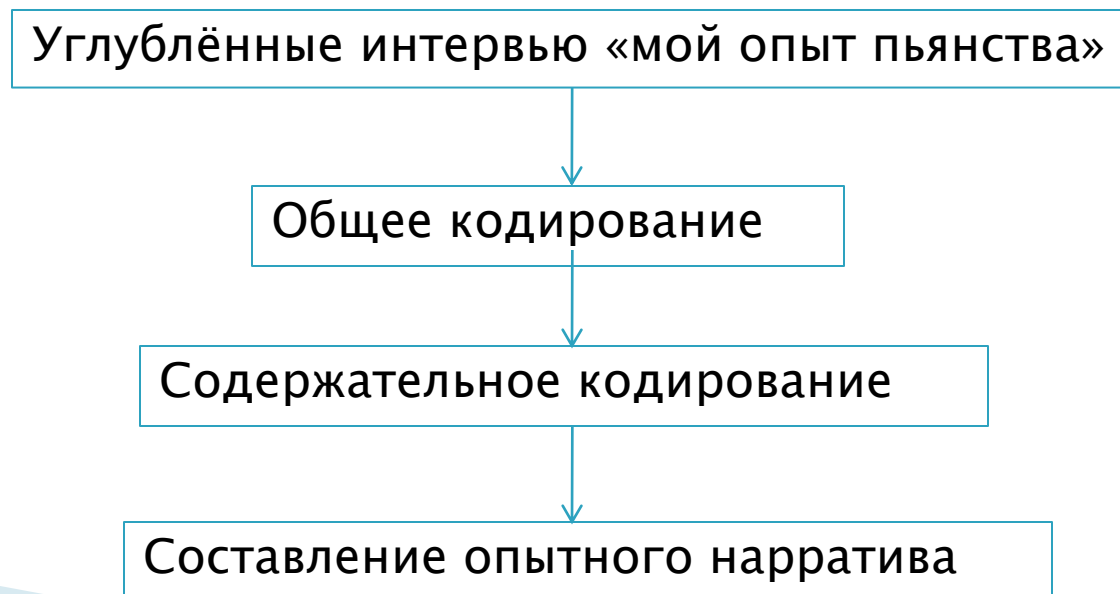 Углублённые интервью «мой опыт пьянства»
Общее кодирование
Содержательное кодирование
Составление опытного нарратива